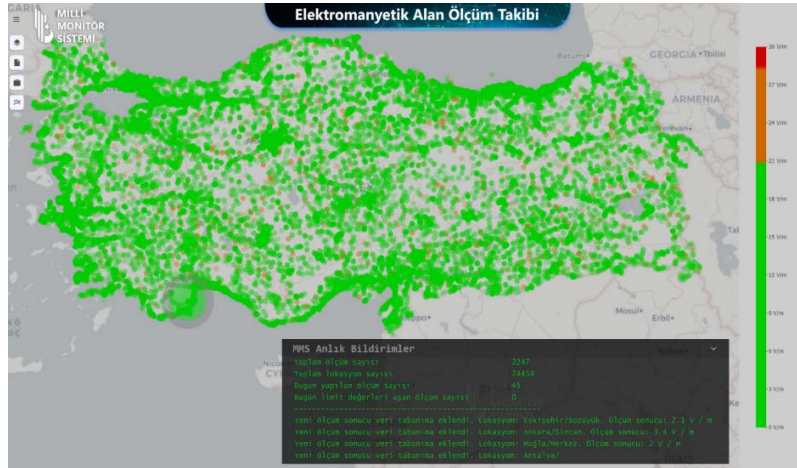 Elektromanyetik Alan Ölçüm Takibi
MİLLİ
MONİTÖR
SİSTEMİ
Batumi
GEORGIA
Tbilisi
ARMENIA
Yerevan
Mosul
Erbil
30 V/m
27 V/m
24 V/m
21 V/m
18 V/m
15 V/m
12 V/m
9 V/m
6 V/m
3 V/m
0 V/m
MMS Anlık Bildirimler
Toplam ölçüm sayısı 2247
Toplam lokasyon sayısı 74454
Bugün yapılan ölçüm sayısı 45
Bugün limit değerleri aşan ölçüm sayısı 0
Yeni ölçüm sonucu veri tabanına eklendi. Lokasyon: Eskişehir/Bozüyük. Ölçüm sonucu: 2.1 V / m
Yeni ölçüm sonucu veri tabanına eklendi. Lokasyon: Ankara/Sincan. Ölçüm sonucu: 3.4 V / m
Yeni ölçüm sonucu veri tabanına eklendi. Lokasyon: Muğla/Merkez. Ölçüm sonucu: 2 V / m
Yeni ölçüm sonucu veri tabanına eklendi. Lokasyon: Antalya/